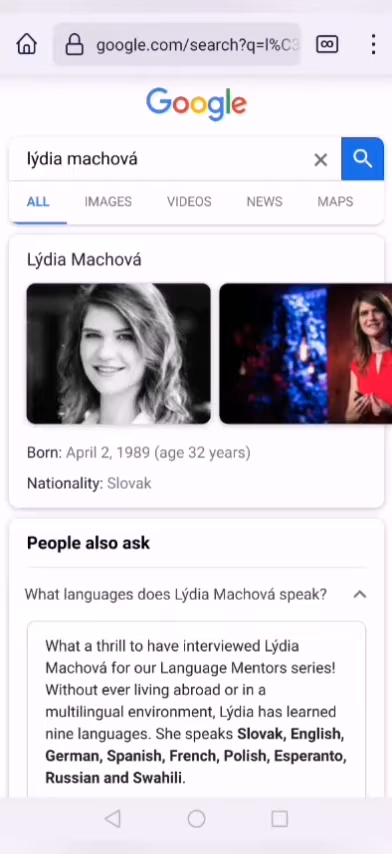 google.com/search?q=l%C3
Google
lýdia machová
ALL IMAGES VIDEOS NEWS MAPS
Lýdia Machová
Born: April 2, 1989 (age 32 years)
Nationality: Slovak
People also ask
What languages does Lýdia Machová speak?
What a thrill to have interviewed Lýdia
Machová for our Language Mentors series!
Without ever living abroad or in a
multilingual environment, Lýdia has learned
nine languages. She speaks Slovak, English,
German, Spanish, French, Polish, Esperanto,
Russian and Swahili.